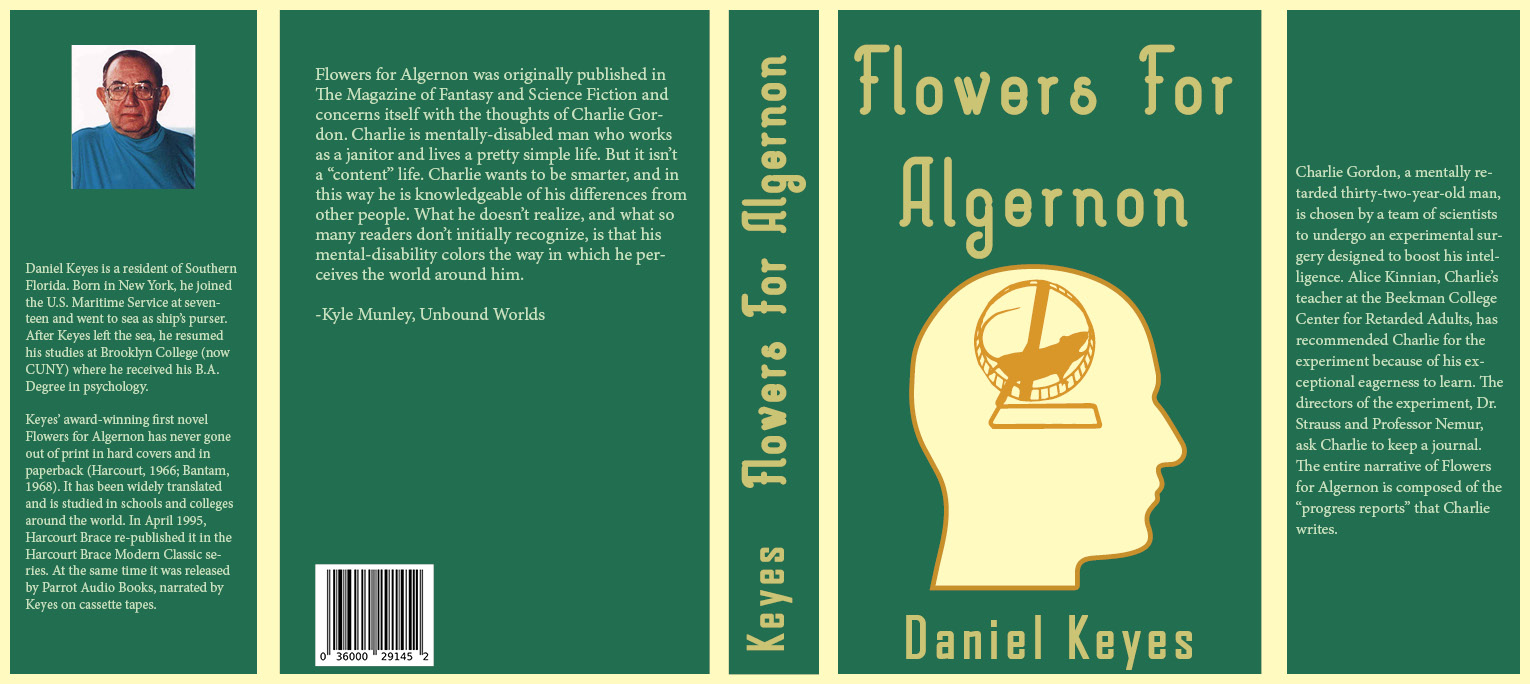 Daniel Keyes is a resident of Southern
Florida. Born in New York, he joined
the U.S. Maritime Service at seven-
teen and went to sea as ship's purser.
After Keyes left the sea, he resumed
his studies at Brooklyn College (now
CUNY) where he received his B.A.
Degree in psychology.
Keyes' award-winning first novel
Flowers for Algernon has never gone
out of print in hard covers and in
paperback (Harcourt, 1966; Bantam,
1968). It has been widely translated
and is studied in schools and colleges
around the world. In April 1995,
Harcourt Brace re-published it in the
Harcourt Brace Modern Classic se-
ries. At the same time it was released
by Parrot Audio Books, narrated by
Keyes on cassette tapes.
Flowers for Algernon was originally published in
The Magazine of Fantasy and Science Fiction and
concerns itself with the thoughts of Charlie Gor-
don. Charlie is mentally-disabled man who works
as a janitor and lives a pretty simple life. But it isn't
a “content” life. Charlie wants to be smarter, and in
this way he is knowledgeable of his differences from
other people. What he doesn't realize, and what so
many readers don't initially recognize, is that his
mental-disability colors the way in which he per-
ceives the world around him.
-Kyle Munley, Unbound Worlds
0 36000 29145 2
Keyes Flowers For Algernon
Flowers For
Algernon
Daniel Keyes
Charlie Gordon, a mentally re-
tarded thirty-two-year-old man,
is chosen by a team of scientists
to undergo an experimental sur-
gery designed to boost his intel-
ligence. Alice Kinnian, Charlie's
teacher at the Beekman College
Center for Retarded Adults, has
recommended Charlie for the
experiment because of his ex-
ceptional eagerness to learn. The
directors of the experiment, Dr.
Strauss and Professor Nemur,
ask Charlie to keep a journal.
The entire narrative of Flowers
for Algernon is composed of the
“progress reports” that Charlie
writes.